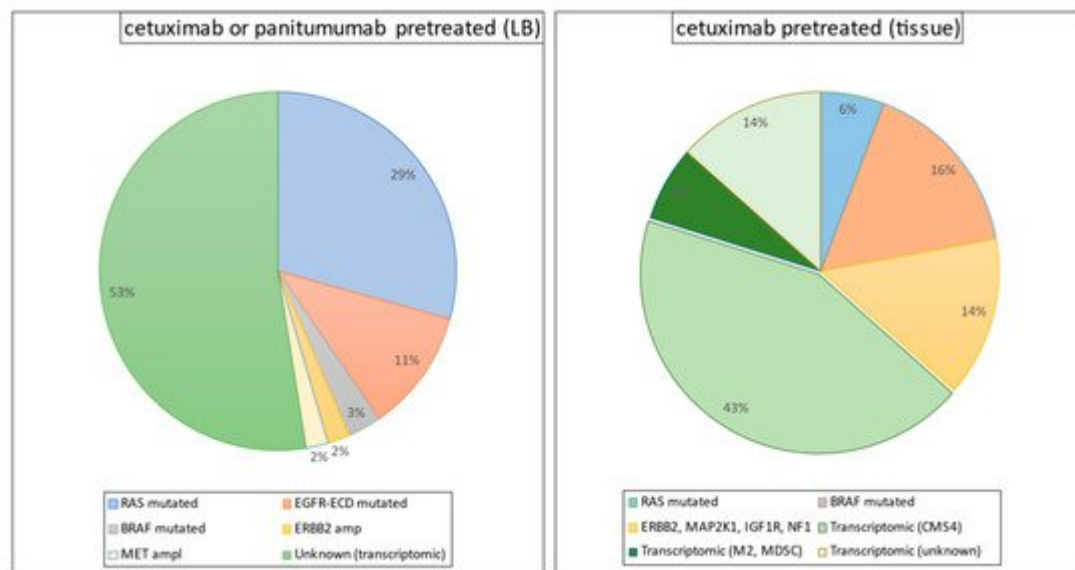 cetuximab or panitumumab pretreated (LB)
29%
11%
3%
2%
2%
53%
RAS mutated
EGFR-ECD mutated
BRAF mutated
ERBB2 amp
MET ampl
Unknown (transcriptomic)
cetuximab pretreated (tissue)
6%
16%
14%
43%
14%
RAS mutated
BRAF mutated
ERBB2, MAP2K1, IGF1R, NF1
Transcriptomic (CMS4)
Transcriptomic (M2, MDSC)
Transcriptomic (unknown)